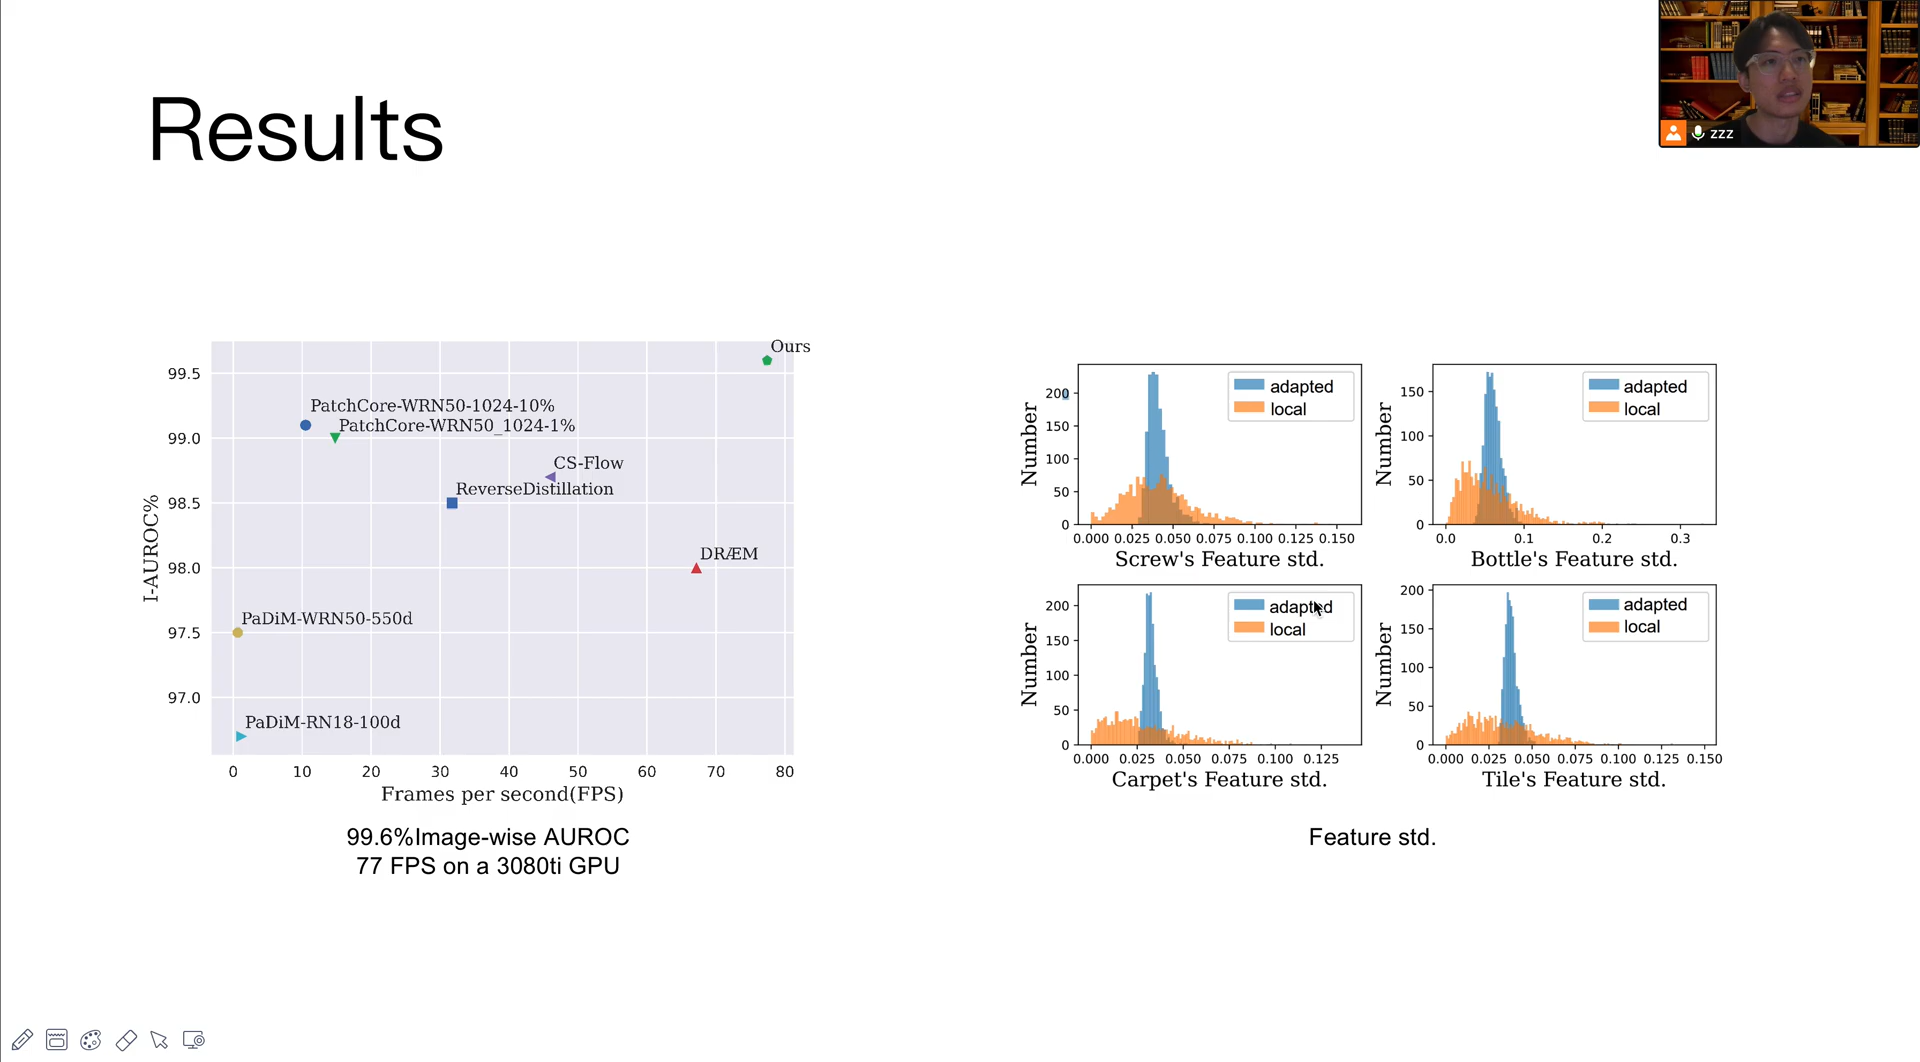 Results
zzz
Ours
99.5
PatchCore-WRN50-1024-10%
PatchCore-WRN50_1024-1%
99.0
CS-Flow
ReverseDistillation
98.5
DRÆM
98.0
PaDiM-WRN50-550d
97.5
97.0
PaDiM-RN18-100d
I-AUROC%
0 10 20 30 40 50 60 70 80
Frames per second(FPS)
99.6%Image-wise AUROC
77 FPS on a 3080ti GPU
adapted
local
Number
200
150
100
50
0
0.000 0.025 0.050 0.075 0.100 0.125 0.150
Screw's Feature std.
adapted
local
Number
150
100
50
0
0.0 0.1 0.2 0.3
Bottle's Feature std.
adapted
local
Number
200
150
100
50
0
0.000 0.025 0.050 0.075 0.100 0.125
Carpet's Feature std.
adapted
local
Number
200
150
100
50
0
0.000 0.025 0.050 0.075 0.100 0.125 0.150
Tile's Feature std.
Feature std.